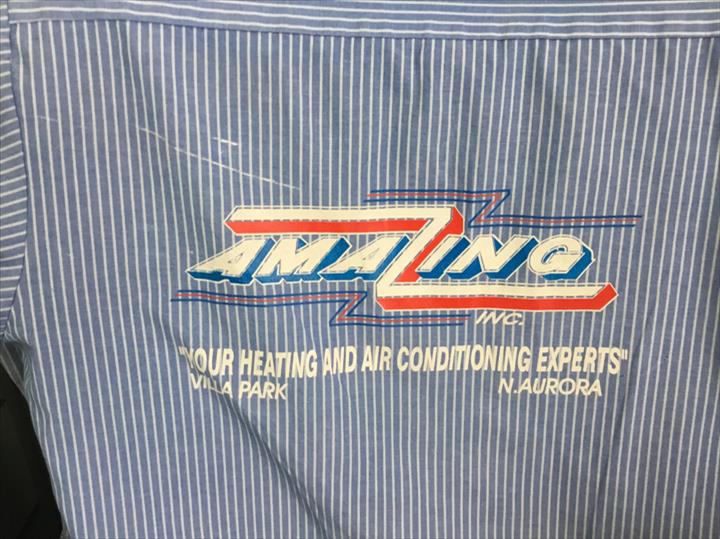 AMAZING
INC.
"YOUR HEATING AND AIR CONDITIONING EXPERTS"
VILLA PARK N.AURORA